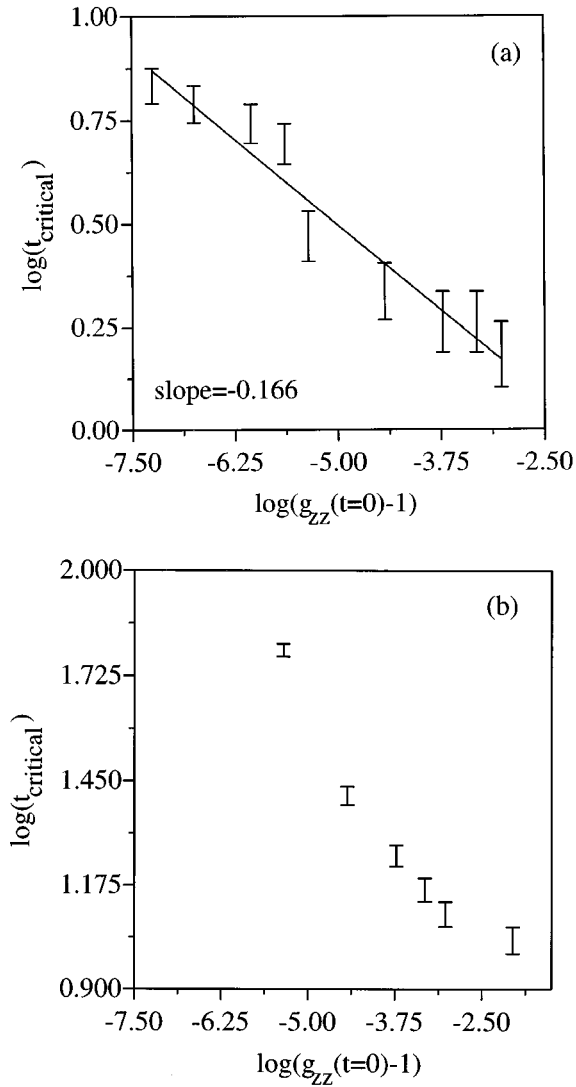 1.00
(a)
0.75
log(t_critical)
0.50
0.25
slope=-0.166
0.00
-7.50 -6.25 -5.00 -3.75 -2.50
log(g_zz(t=0)-1)
2.000
(b)
1.725
log(t_critical)
1.450
1.175
0.900
-7.50 -6.25 -5.00 -3.75 -2.50
log(g_zz(t=0)-1)